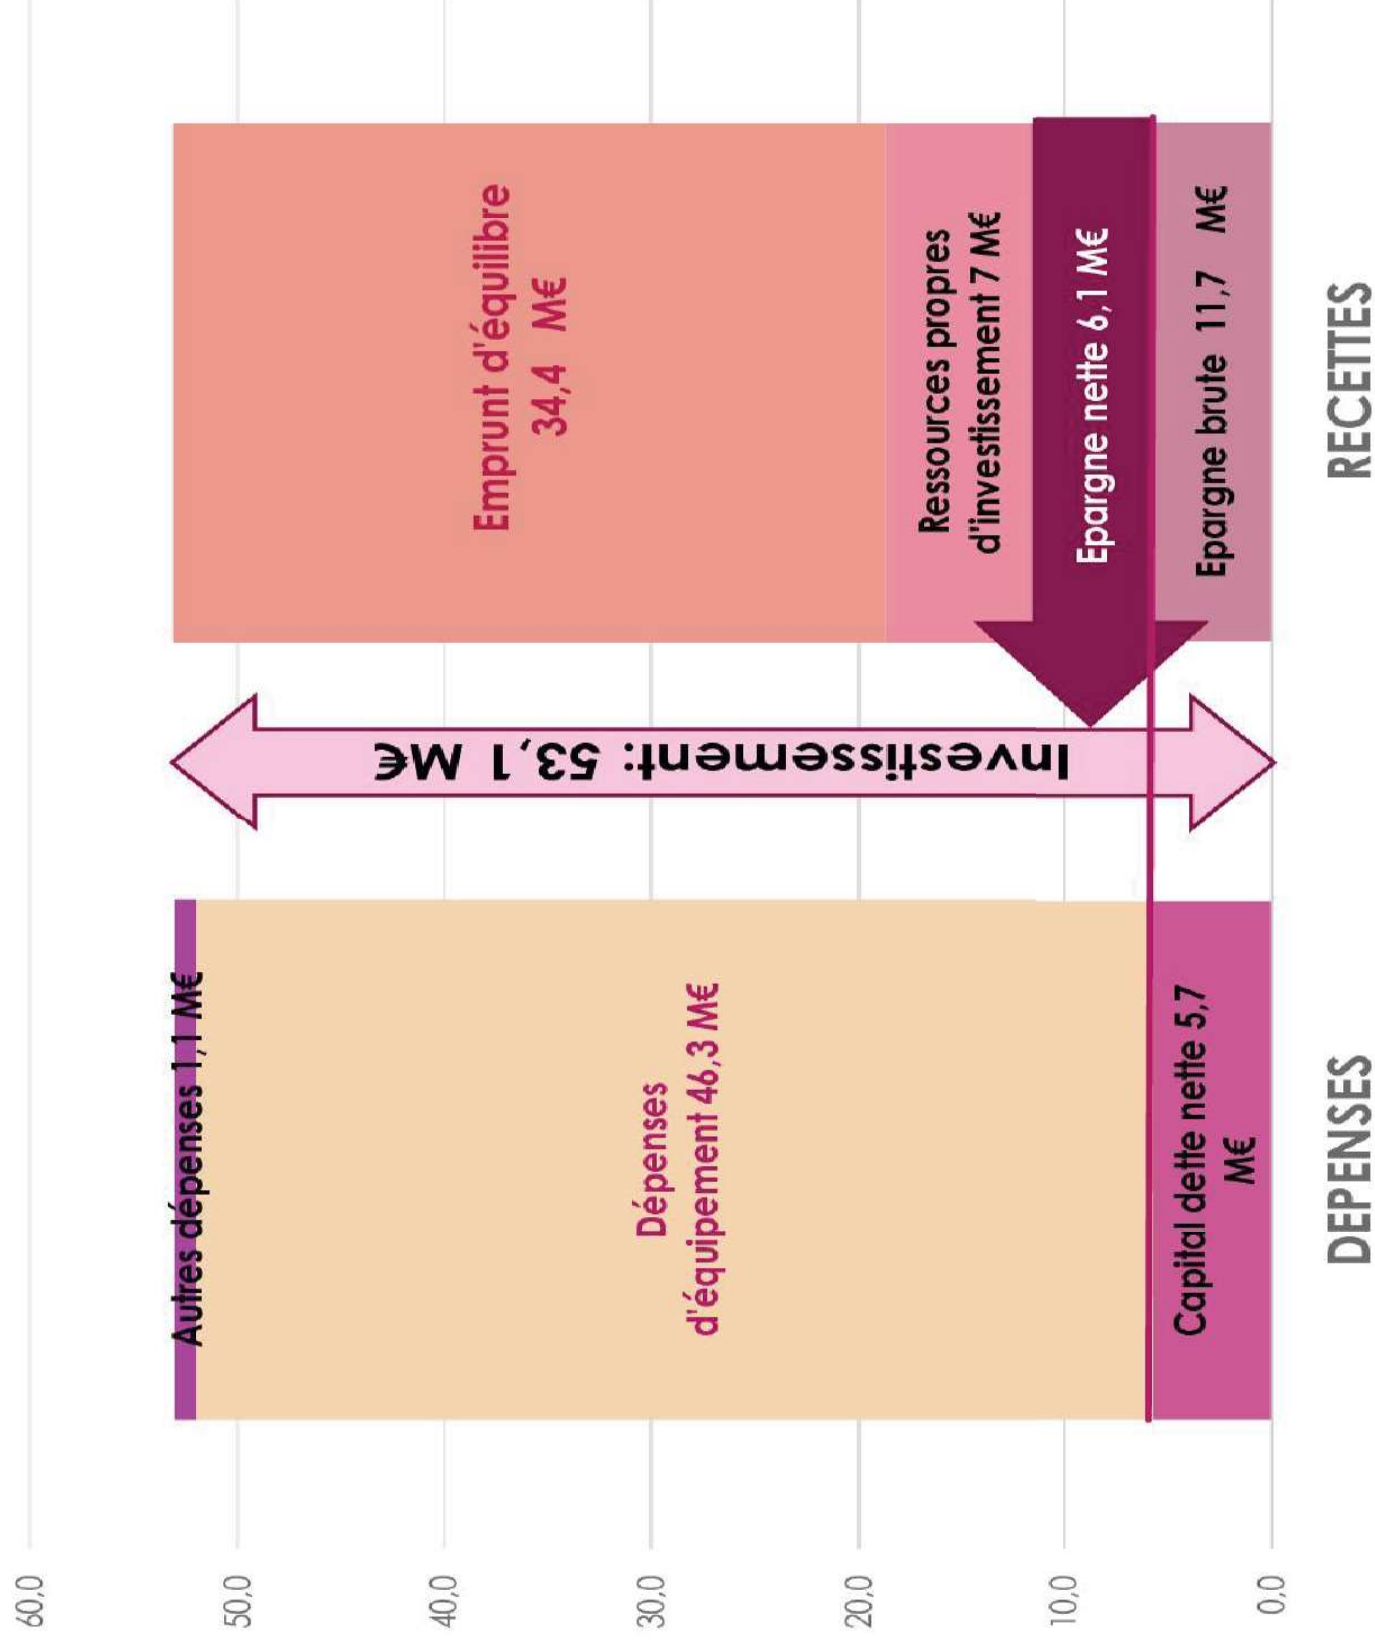 60,0
50,0
40,0
30,0
20,0
10,0
0,0
Autres dépenses 1,1 M€
Dépenses
d'équipement 46,3 M€
Capital dette nette 5,7
M€
Investissement: 53,1 M€
Emprunt d'équilibre
34,4 M€
Ressources propres
d'investissement 7 M€
Epargne nette 6,1 M€
Epargne brute 11,7 M€
DEPENSES
RECETTES